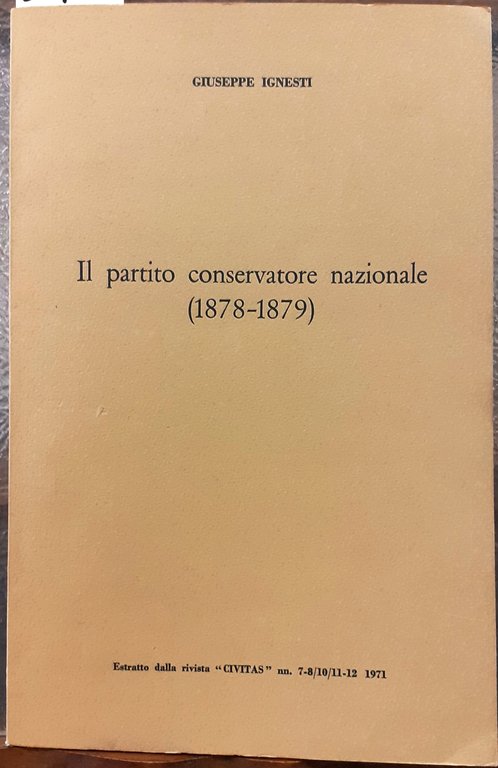 GIUSEPPE IGNESTI
Il partito conservatore nazionale
(1878-1879)
Estratto dalla rivista "CIVITAS" nn. 7-8/10/11-12 1971